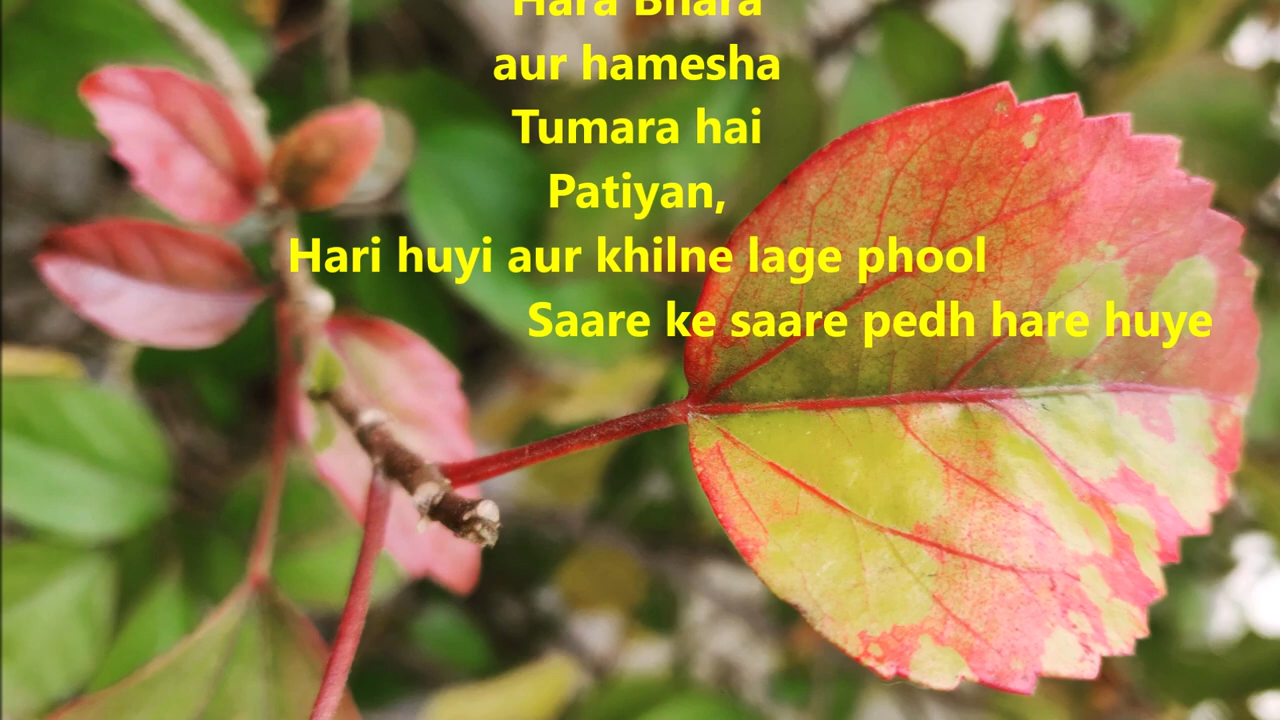 Hara Bhara
aur hamesha
Tumara hai
Patiyan,
Hari huyi aur khilne lage phool
Saare ke saare pedh hare huye